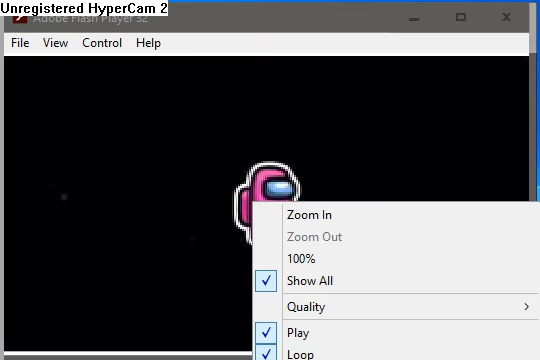 Unregistered HyperCam 2
Adobe Flash Player 32
File View Control Help
Zoom In
Zoom Out
100%
Show All
Quality
Play
Loop